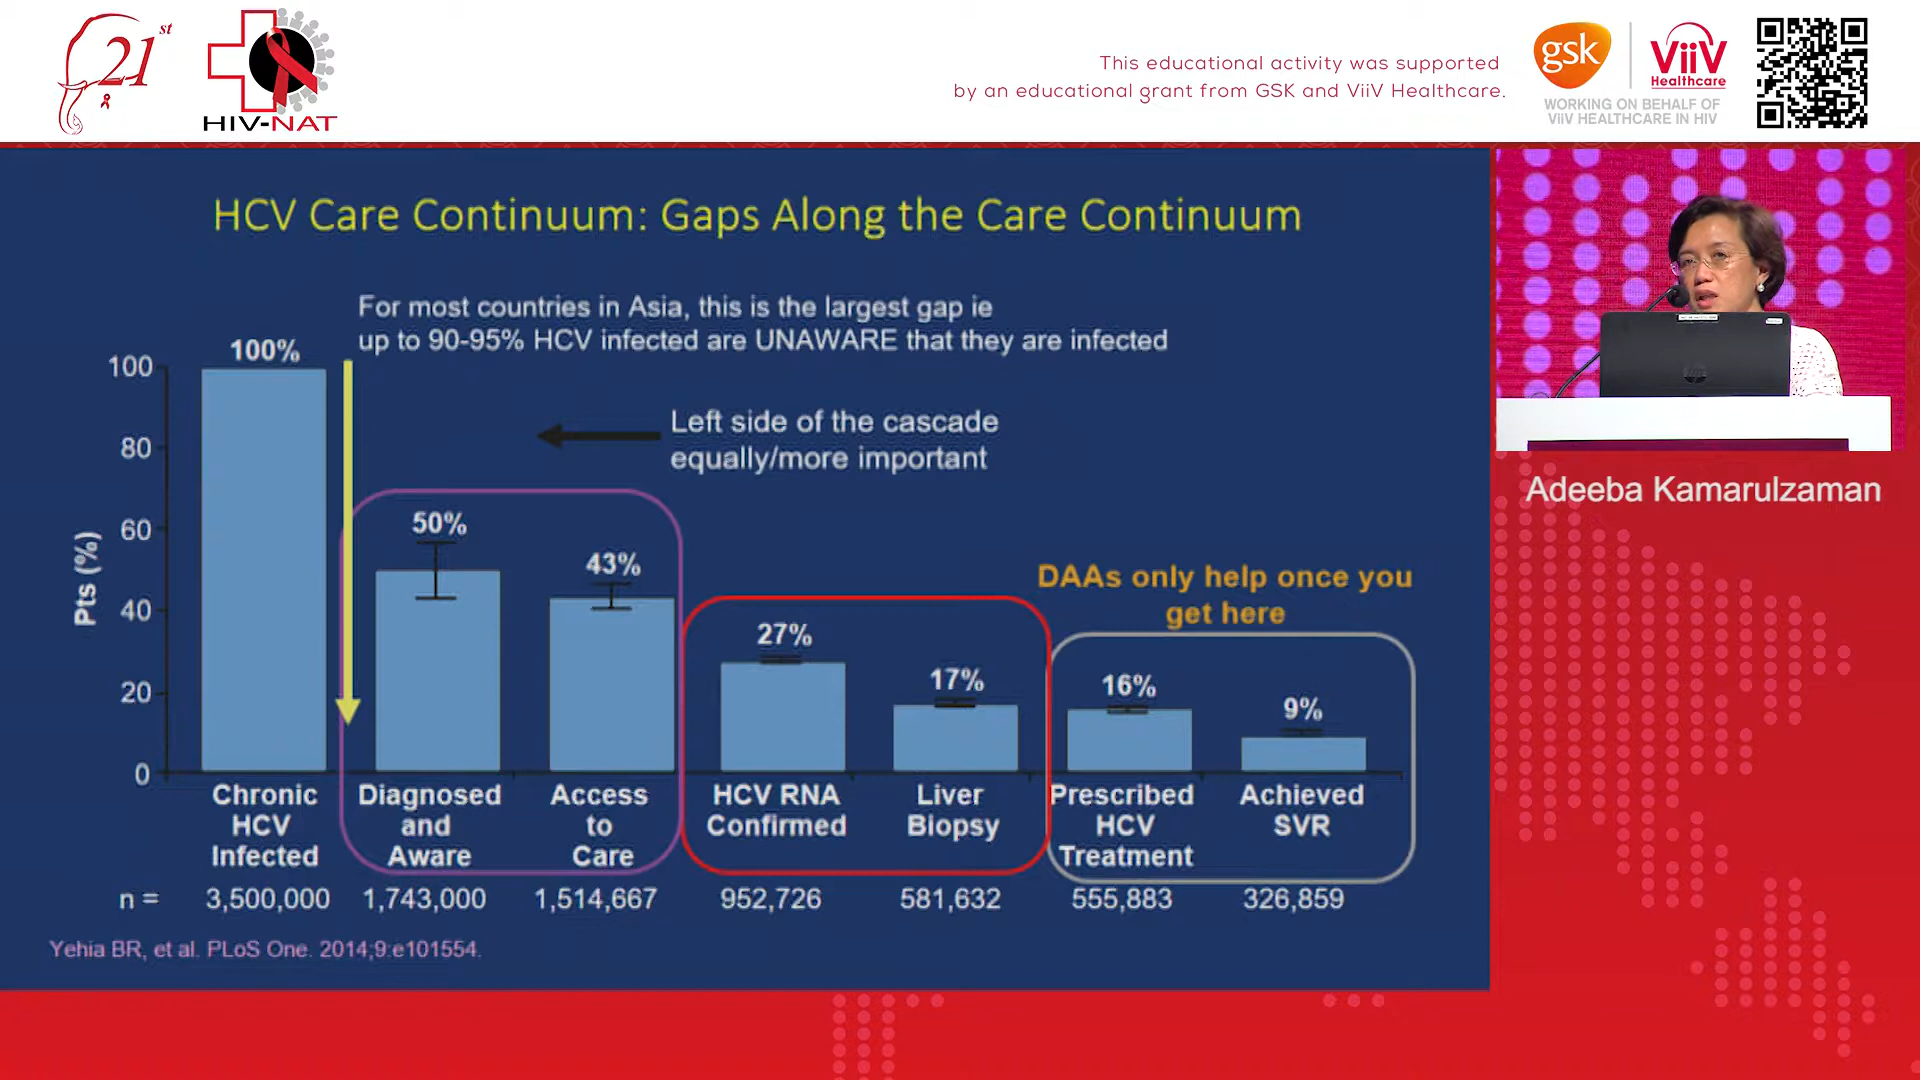 21st
HIV-NAT
This educational activity was supported
by an educational grant from GSK and ViiV Healthcare.
gsk
ViiV
Healthcare
WORKING ON BEHALF OF
ViiV HEALTHCARE IN HIV
HCV Care Continuum: Gaps Along the Care Continuum
For most countries in Asia, this is the largest gap ie
up to 90-95% HCV infected are UNAWARE that they are infected
Left side of the cascade
equally/more important
DAAs only help once you
get here
Pts (%)
100
80
60
40
20
0
100%
50%
43%
27%
17%
16%
9%
Chronic
HCV
Infected
Diagnosed
and
Aware
Access
to
Care
HCV RNA
Confirmed
Liver
Biopsy
Prescribed
HCV
Treatment
Achieved
SVR
n = 3,500,000 1,743,000 1,514,667 952,726 581,632 555,883 326,859
Yehia BR, et al. PLoS One. 2014;9:e101554.
Adeeba Kamarulzaman